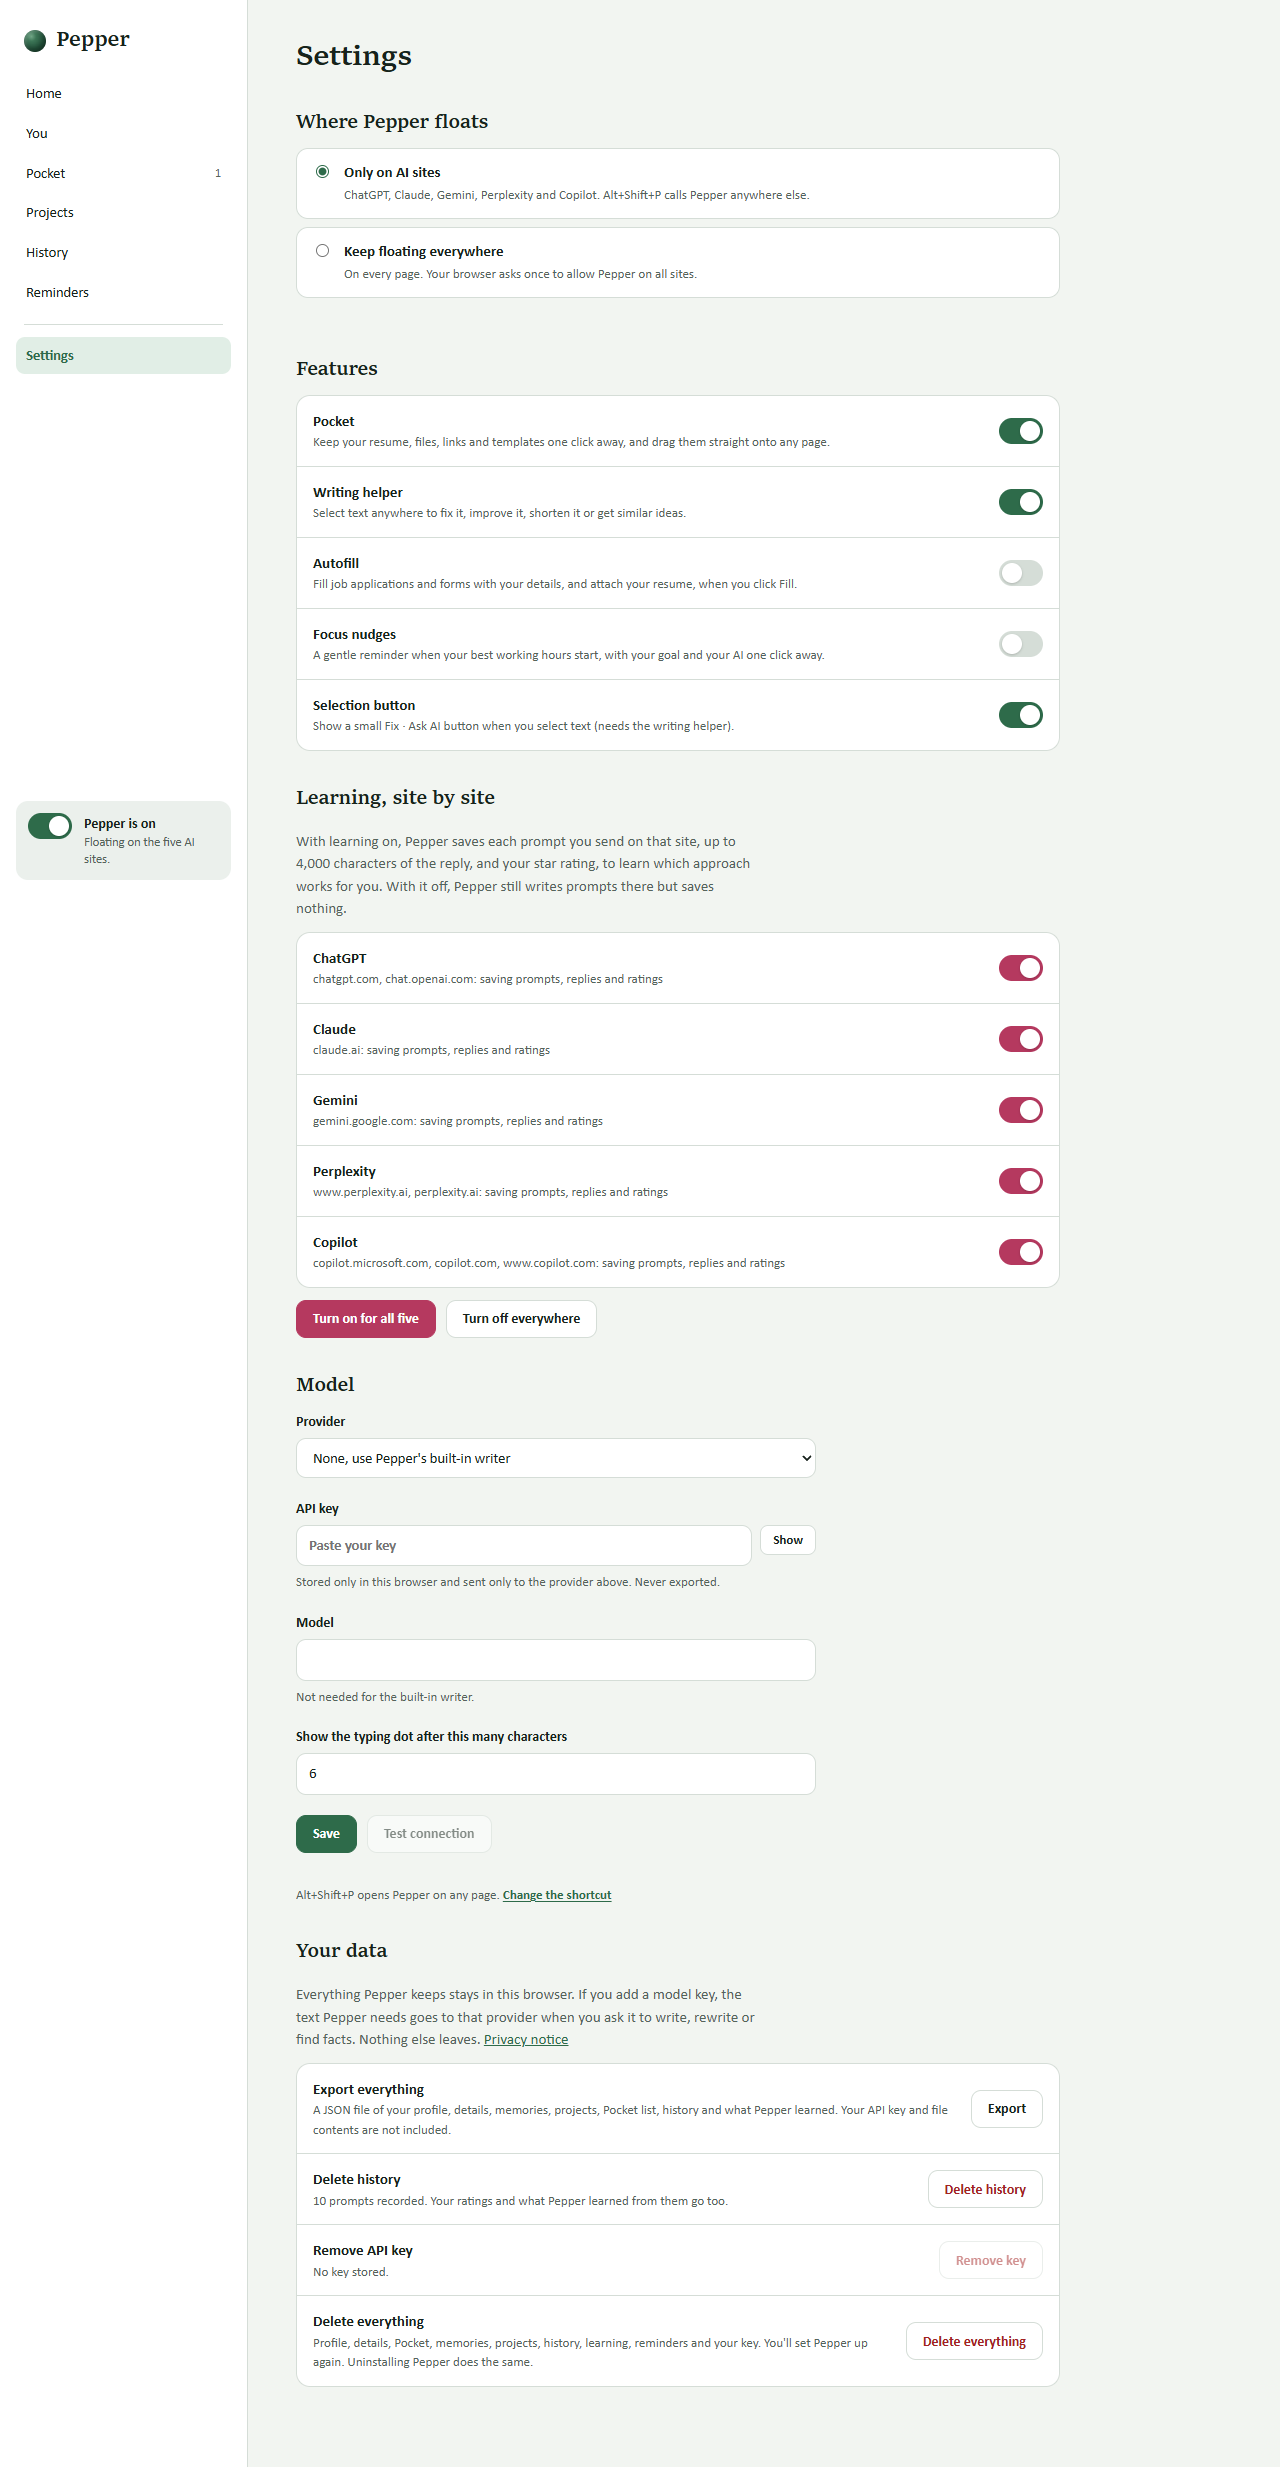 Pepper
Home
You
Pocket 1
Projects
History
Reminders
Settings
Pepper is on
Floating on the five AI
sites.
Settings
Where Pepper floats
Only on AI sites
ChatGPT, Claude, Gemini, Perplexity and Copilot. Alt+Shift+P calls Pepper anywhere else.
Keep floating everywhere
On every page. Your browser asks once to allow Pepper on all sites.
Features
Pocket
Keep your resume, files, links and templates one click away, and drag them straight onto any page.
Writing helper
Select text anywhere to fix it, improve it, shorten it or get similar ideas.
Autofill
Fill job applications and forms with your details, and attach your resume, when you click Fill.
Focus nudges
A gentle reminder when your best working hours start, with your goal and your AI one click away.
Selection button
Show a small Fix · Ask AI button when you select text (needs the writing helper).
Learning, site by site
With learning on, Pepper saves each prompt you send on that site, up to
4,000 characters of the reply, and your star rating, to learn which approach
works for you. With it off, Pepper still writes prompts there but saves
nothing.
ChatGPT
chatgpt.com, chat.openai.com: saving prompts, replies and ratings
Claude
claude.ai: saving prompts, replies and ratings
Gemini
gemini.google.com: saving prompts, replies and ratings
Perplexity
www.perplexity.ai, perplexity.ai: saving prompts, replies and ratings
Copilot
copilot.microsoft.com, copilot.com, www.copilot.com: saving prompts, replies and ratings
Turn on for all five Turn off everywhere
Model
Provider
None, use Pepper's built-in writer
API key
Paste your key Show
Stored only in this browser and sent only to the provider above. Never exported.
Model
Not needed for the built-in writer.
Show the typing dot after this many characters
6
Save Test connection
Alt+Shift+P opens Pepper on any page. Change the shortcut
Your data
Everything Pepper keeps stays in this browser. If you add a model key, the
text Pepper needs goes to that provider when you ask it to write, rewrite or
find facts. Nothing else leaves. Privacy notice
Export everything
A JSON file of your profile, details, memories, projects, Pocket list, history and what Pepper learned. Your API key and file
contents are not included.
Export
Delete history
10 prompts recorded. Your ratings and what Pepper learned from them go too.
Delete history
Remove API key
No key stored.
Remove key
Delete everything
Profile, details, Pocket, memories, projects, history, learning, reminders and your key. You'll set Pepper up
again. Uninstalling Pepper does the same.
Delete everything